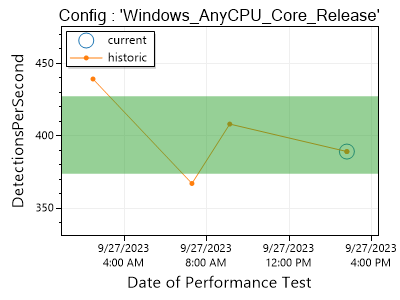 Config : 'Windows_AnyCPU_Core_Release'
current
historic
DetectionsPerSecond
450
400
350
9/27/2023
4:00 AM
9/27/2023
8:00 AM
9/27/2023
12:00 PM
9/27/2023
4:00 PM
Date of Performance Test